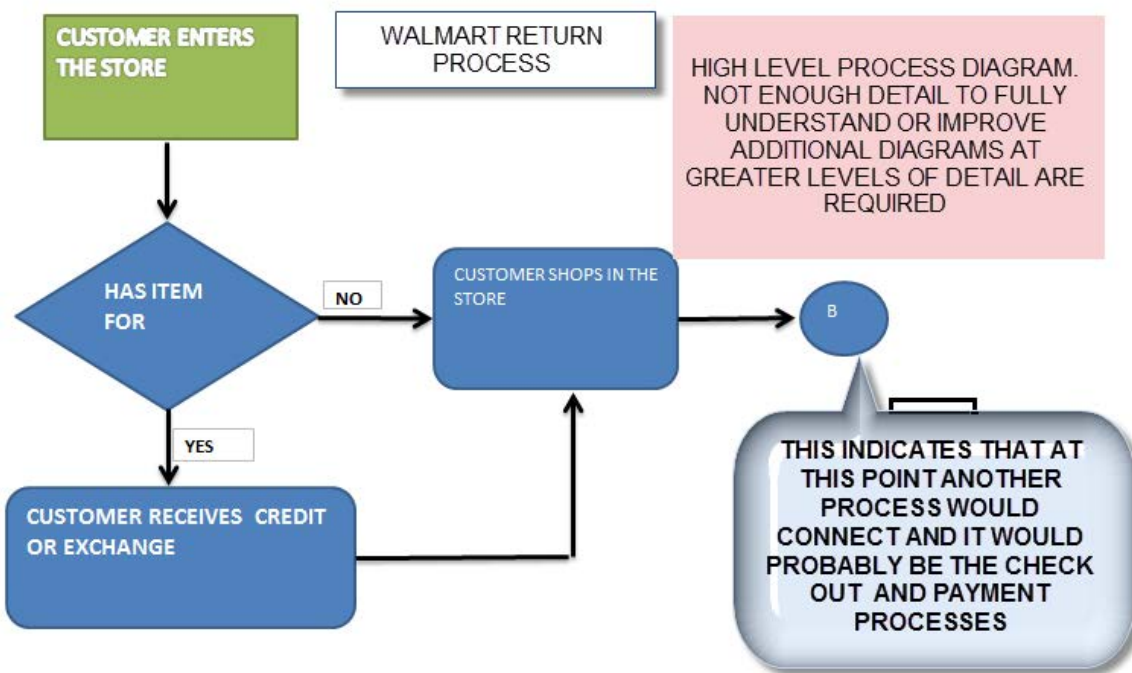 CUSTOMER ENTERS
THE STORE
WALMART RETURN
PROCESS
HIGH LEVEL PROCESS DIAGRAM.
NOT ENOUGH DETAIL TO FULLY
UNDERSTAND OR IMPROVE
ADDITIONAL DIAGRAMS AT
GREATER LEVELS OF DETAIL ARE
REQUIRED
HAS ITEM
FOR
NO
CUSTOMER SHOPS IN THE
STORE
B
YES
CUSTOMER RECEIVES CREDIT
OR EXCHANGE
THIS INDICATES THAT AT
THIS POINT ANOTHER
PROCESS WOULD
CONNECT AND IT WOULD
PROBABLY BE THE CHECK
OUT AND PAYMENT
PROCESSES